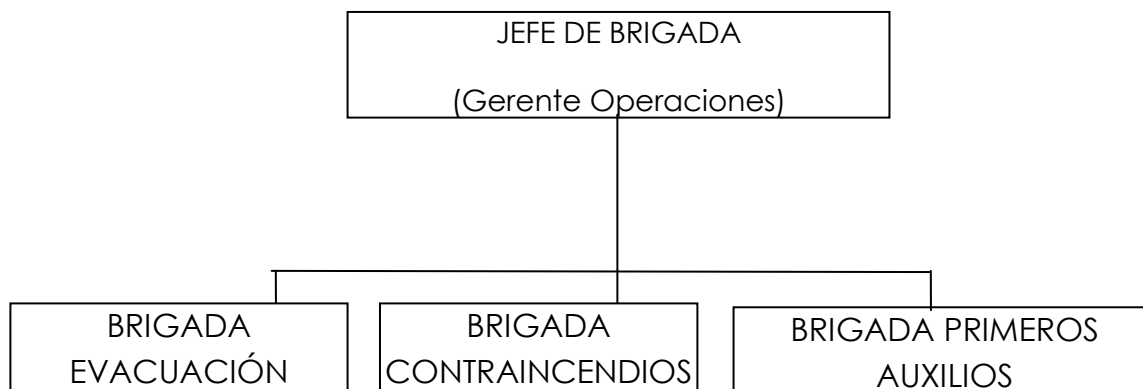 JEFE DE BRIGADA
(Gerente Operaciones)
BRIGADA
EVACUACIÓN
BRIGADA
CONTRAINCENDIOS
BRIGADA PRIMEROS
AUXILIOS